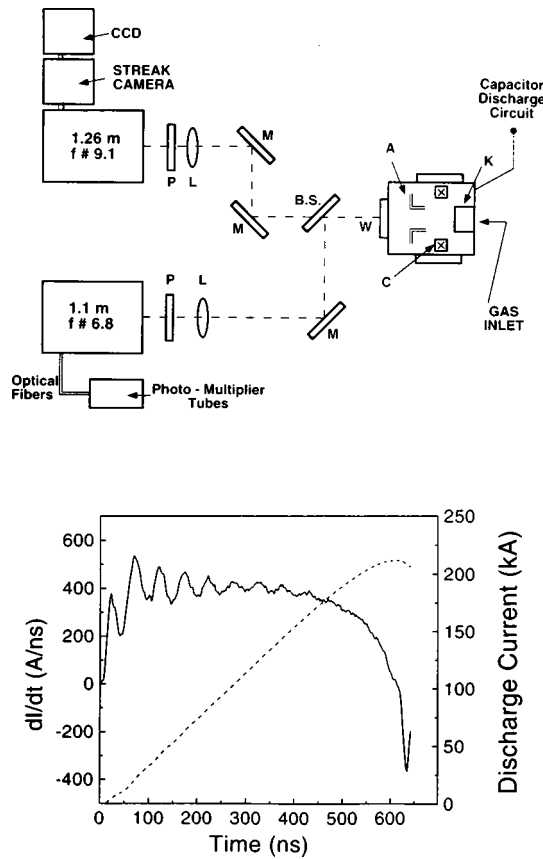 CCD
STREAK
CAMERA
1.26 m
f # 9.1
P
L
M
M
B.S.
W
A
Capacitor
Discharge
Circuit
K
C
GAS
INLET
1.1 m
f # 6.8
P
L
M
Optical
Fibers
Photo - Multiplier
Tubes
dI/dt (A/ns)
600
400
200
0
-200
-400
250
200
150
100
50
0
Discharge Current (kA)
0 100 200 300 400 500 600 700
Time (ns)